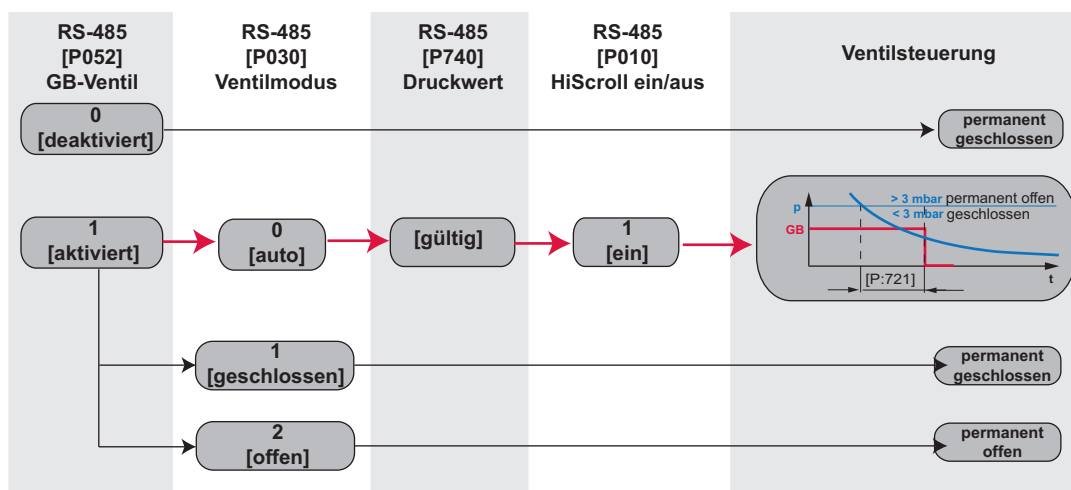 RS-485
[P052]
GB-Ventil
RS-485
[P030]
Ventilmodus
RS-485
[P740]
Druckwert
RS-485
[P010]
HiScroll ein/aus
Ventilsteuerung
0
[deaktiviert]
permanent
geschlossen
1
[aktiviert]
0
[auto]
[gültig]
1
[ein]
> 3 mbar permanent offen
p
< 3 mbar geschlossen
GB
t
[P:721]
1
[geschlossen]
permanent
geschlossen
2
[offen]
permanent
offen